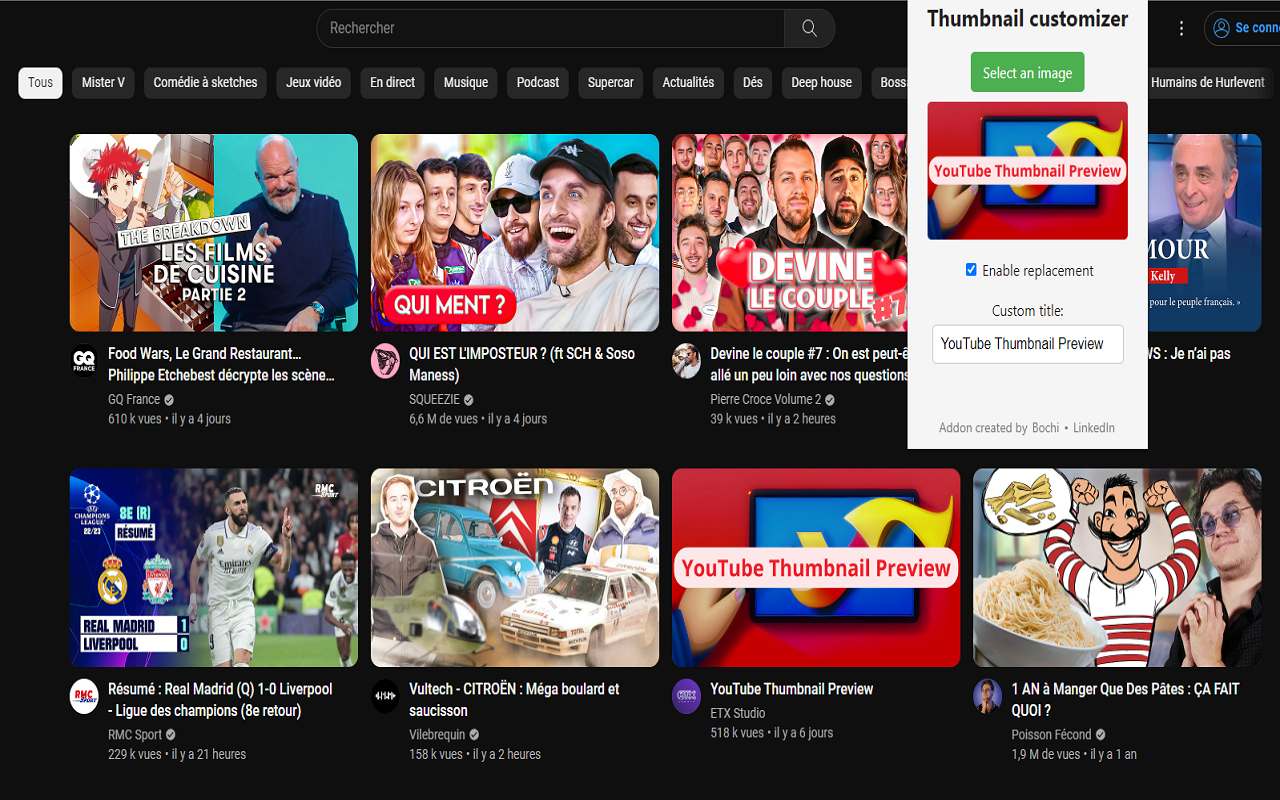 Rechercher
Thumbnail customizer
Se conn
Select an image
Tous
Mister V
Comédie à sketches
Jeux vidéo
En direct
Musique
Podcast
Supercar
Actualités
Dés
Deep house
Boss
Humains de Hurlevent
YouTube Thumbnail Preview
Enable replacement
Custom title:
YouTube Thumbnail Preview
Addon created by Bochi • LinkedIn
THE BREAKDOWN
LES FILMS
DE CUISINE
PARTIE 2
QUI MENT ?
DEVINE
LE COUPLE
#7
MOUR
Kelly
pour le peuple français. »
GQ
FRANCE
Food Wars, Le Grand Restaurant...
Philippe Etchebest décrypte les scène...
GQ France
610 k vues • il y a 4 jours
QUI EST L'IMPOSTEUR ? (ft SCH & Soso
Maness)
SQUEEZIE
6,6 M de vues • il y a 4 jours
Devine le couple #7 : On est peut-ê
allé un peu loin avec nos questions
Pierre Croce Volume 2
39 k vues • il y a 2 heures
WS : Je n'ai pas
CHAMPIONS
LEAGUE
22/23
8E (R)
RÉSUMÉ
RMC
SPORT
Emirates
FLY BETTER
REAL MADRID 1
LIVERPOOL 0
CITROËN
TOTAL
MICHELIN
YouTube Thumbnail Preview
RMC
SPORT
Résumé : Real Madrid (Q) 1-0 Liverpool
- Ligue des champions (8e retour)
RMC Sport
229 k vues • il y a 21 heures
Vultech - CITROËN : Méga boulard et
saucisson
Vilebrequin
158 k vues • il y a 2 heures
ETX
YouTube Thumbnail Preview
ETX Studio
518 k vues • il y a 6 jours
1 AN à Manger Que Des Pâtes : ÇA FAIT
QUOI ?
Poisson Fécond
1,9 M de vues • il y a 1 an